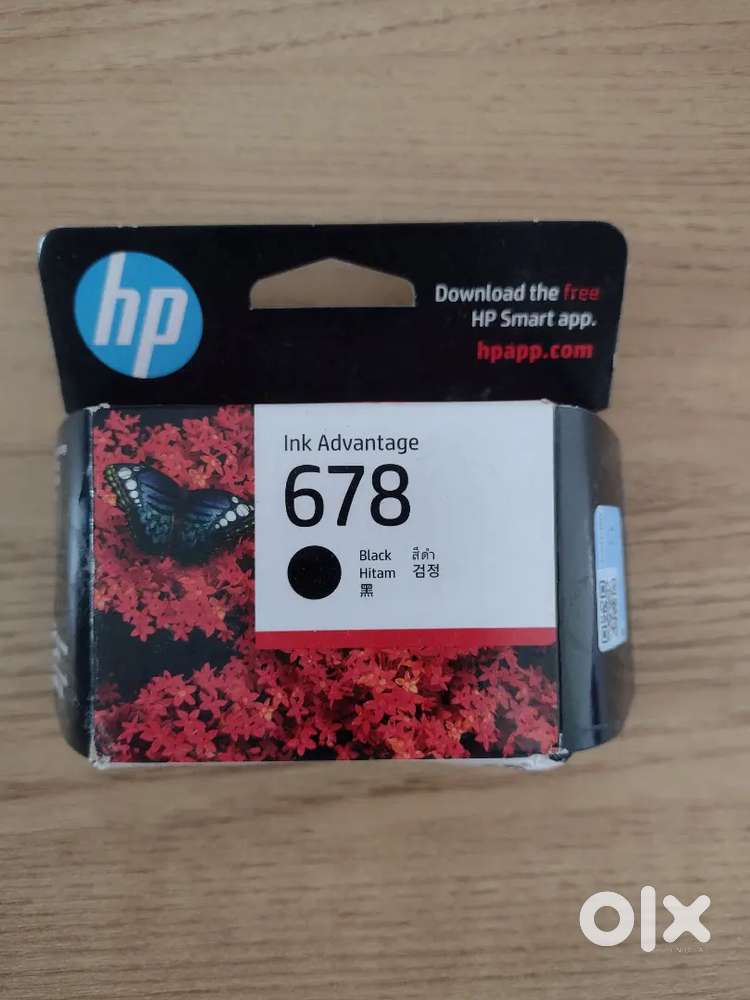 hp
Download the free
HP Smart app.
hpapp.com
Ink Advantage
678
Black สีดำ
Hitam 검정
黑
olx